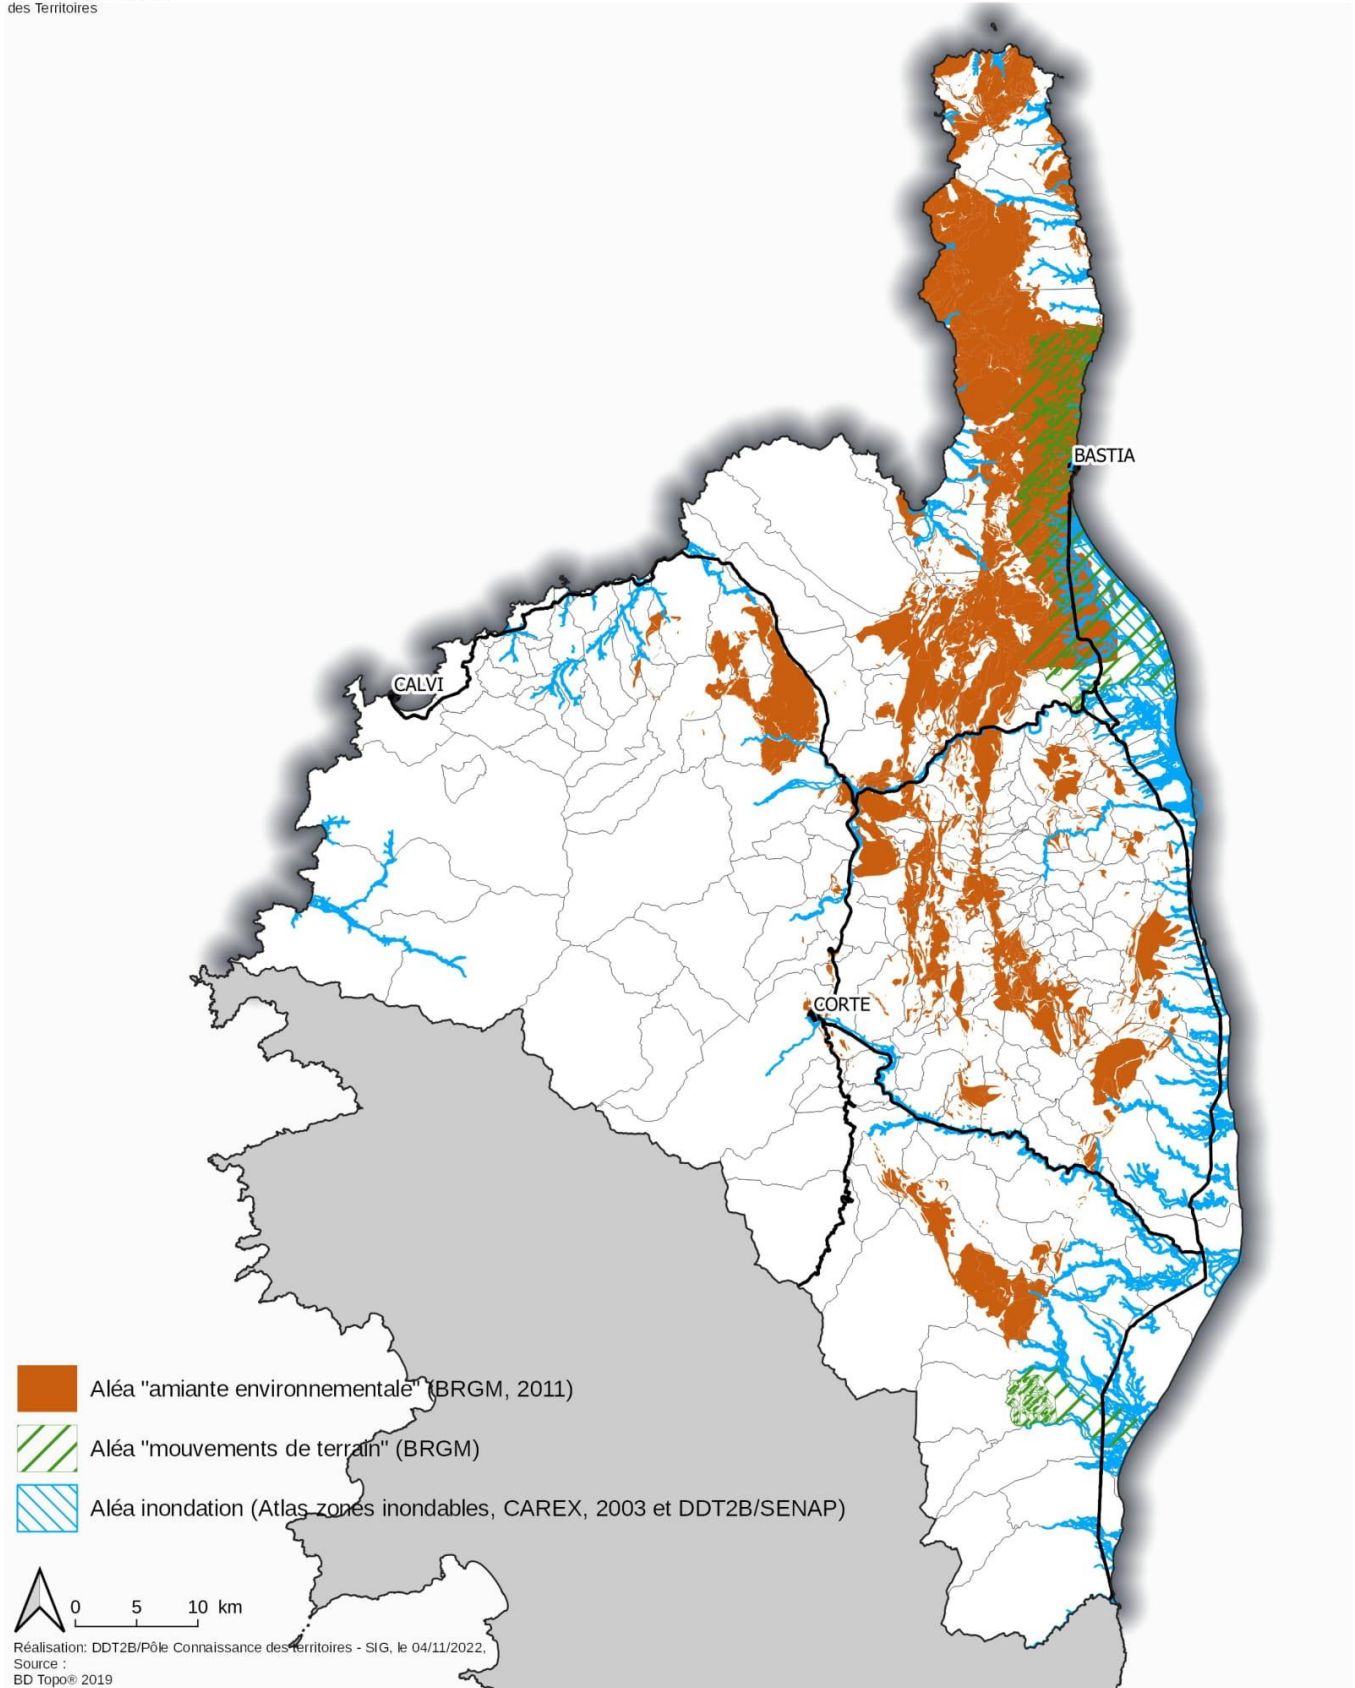 des Territoires
BASTIA
CALVI
CORTE
Aléa "amiante environnementale" (BRGM, 2011)
Aléa "mouvements de terrain" (BRGM)
Aléa inondation (Atlas zones inondables, CAREX, 2003 et DDT2B/SENAP)
0 5 10 km
Réalisation: DDT2B/Pôle Connaissance des territoires - SIG, le 04/11/2022,
Source :
BD Topo® 2019